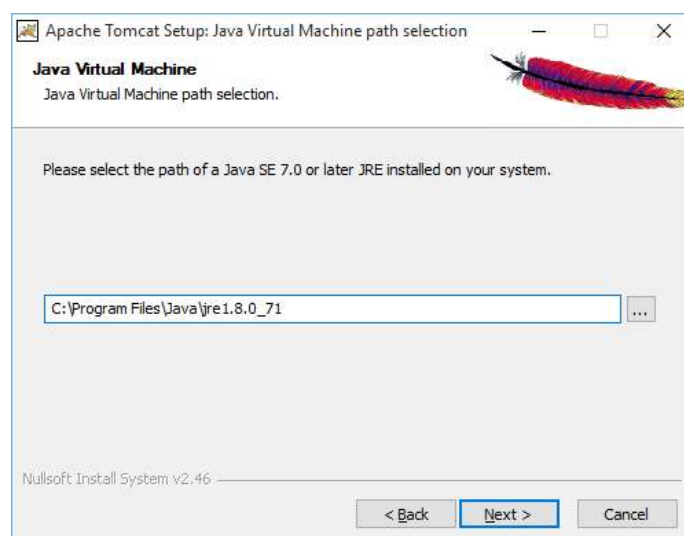 Apache Tomcat Setup: Java Virtual Machine path selection
Java Virtual Machine
Java Virtual Machine path selection.
Please select the path of a Java SE 7.0 or later JRE installed on your system.
C:\Program Files\Java\jre1.8.0_71
...
Nullsoft Install System v2.46
< Back
Next >
Cancel